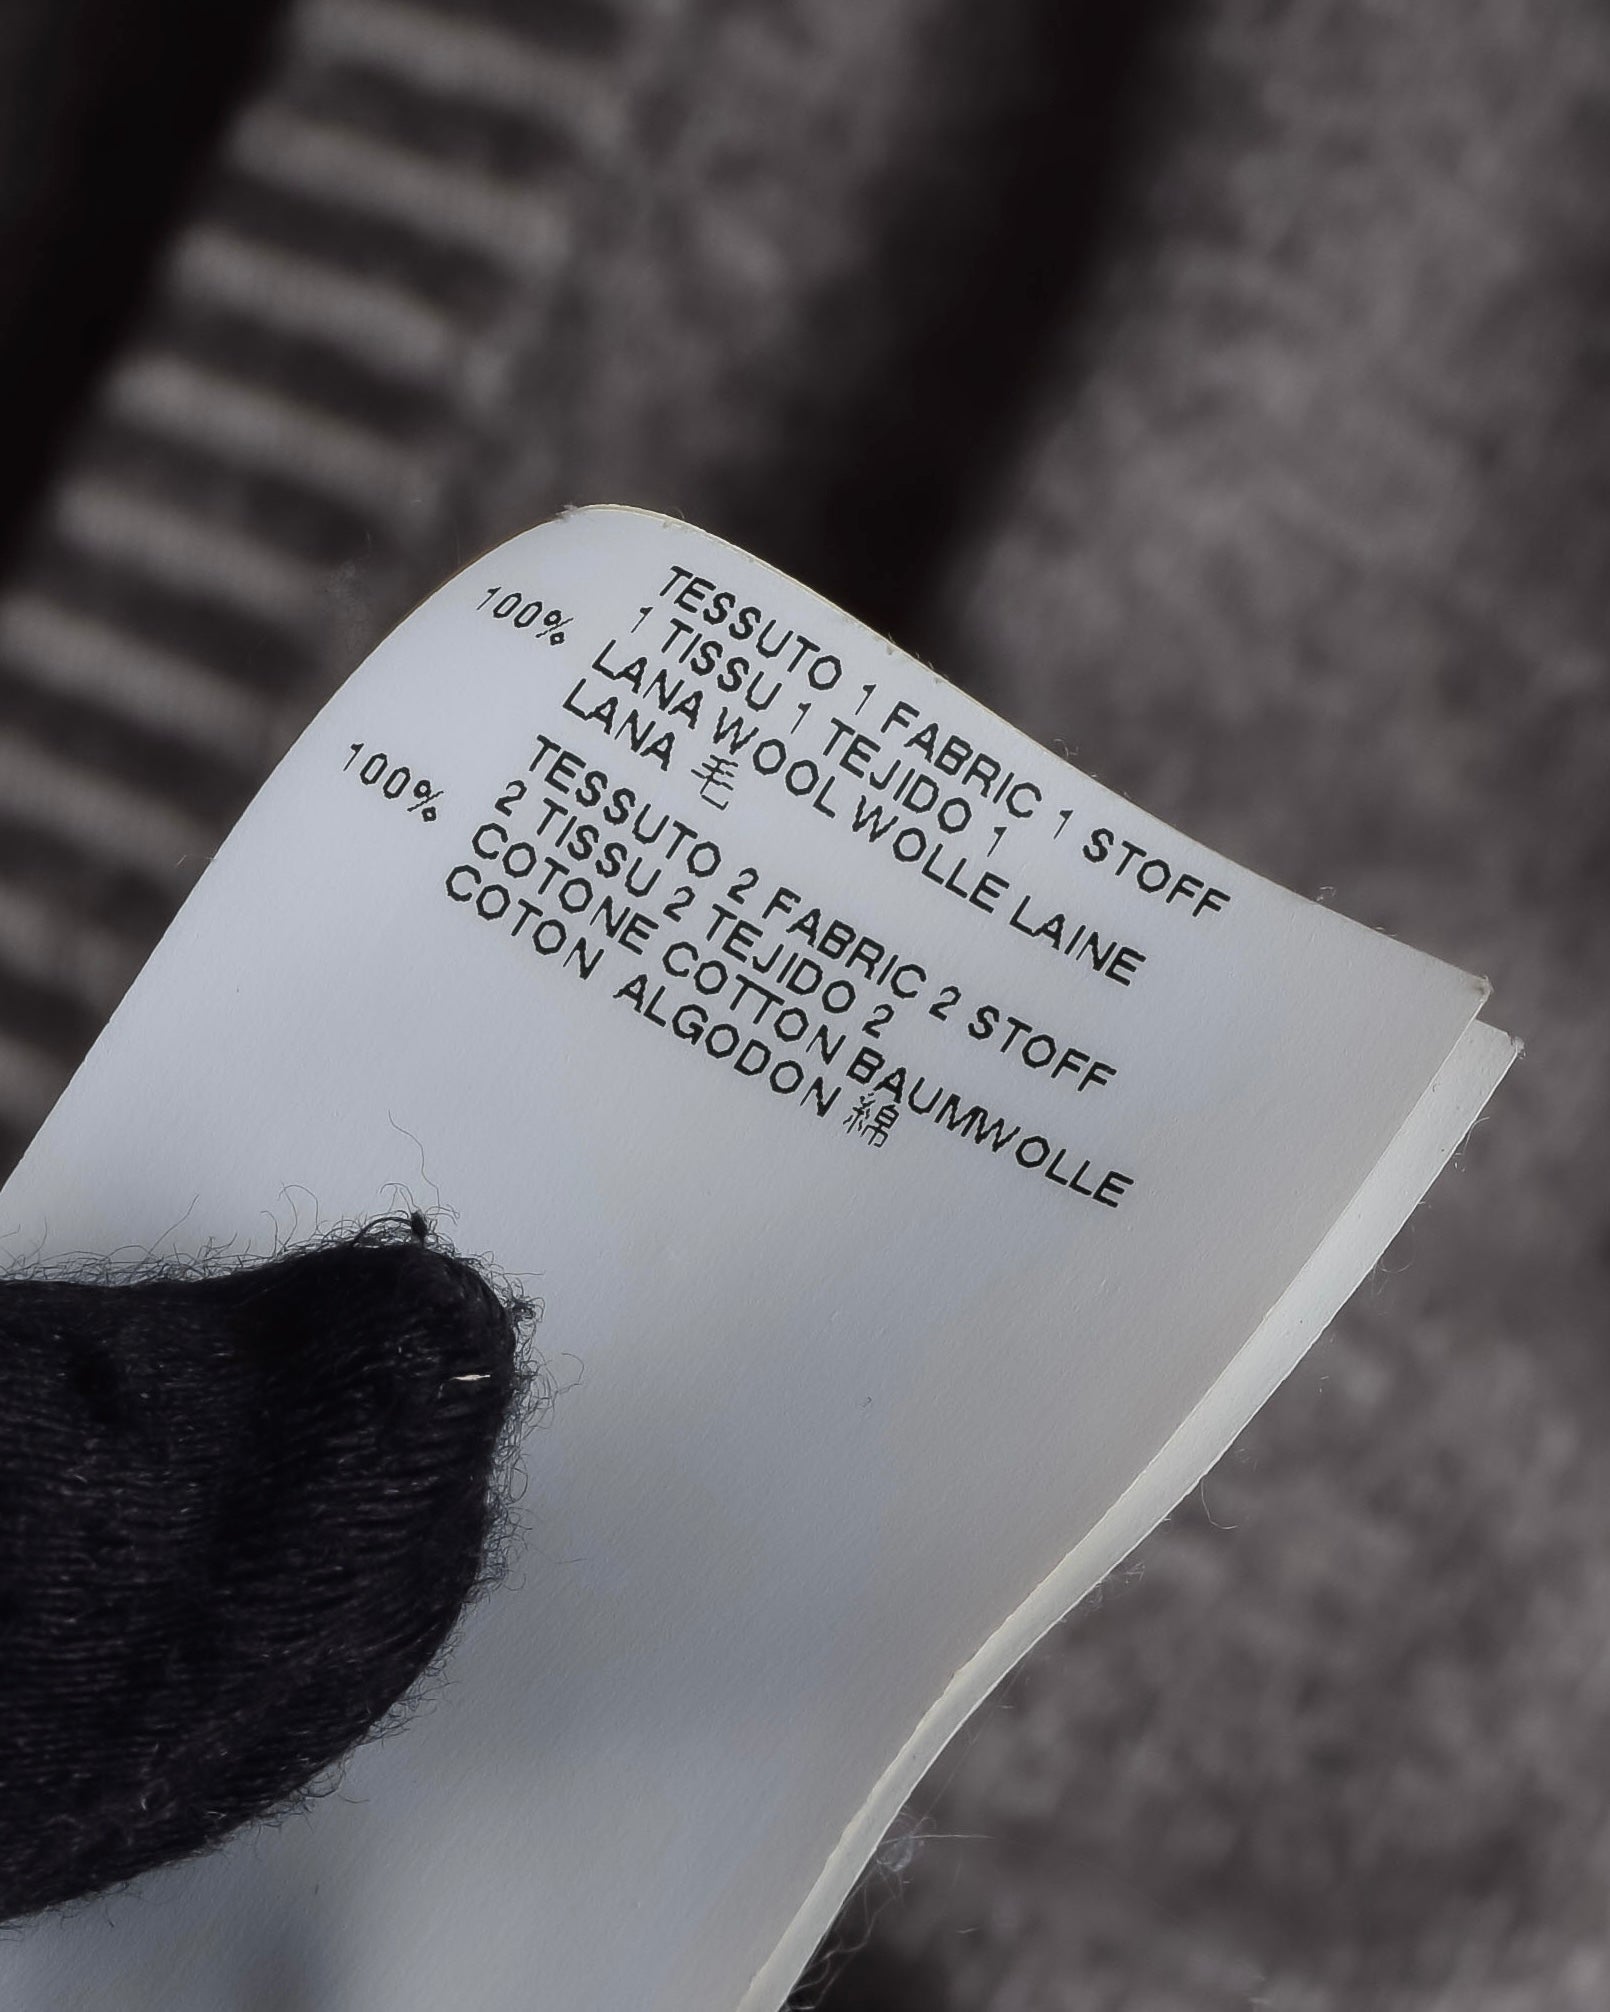 TESSUTO 1 FABRIC 1 STOFF
1 TISSU 1 TEJIDO 1
100% LANA WOOL WOLLE LAINE
LANA 毛
TESSUTO 2 FABRIC 2 STOFF
2 TISSU 2 TEJIDO 2
100% COTONE COTTON BAUMWOLLE
COTON ALGODON 綿